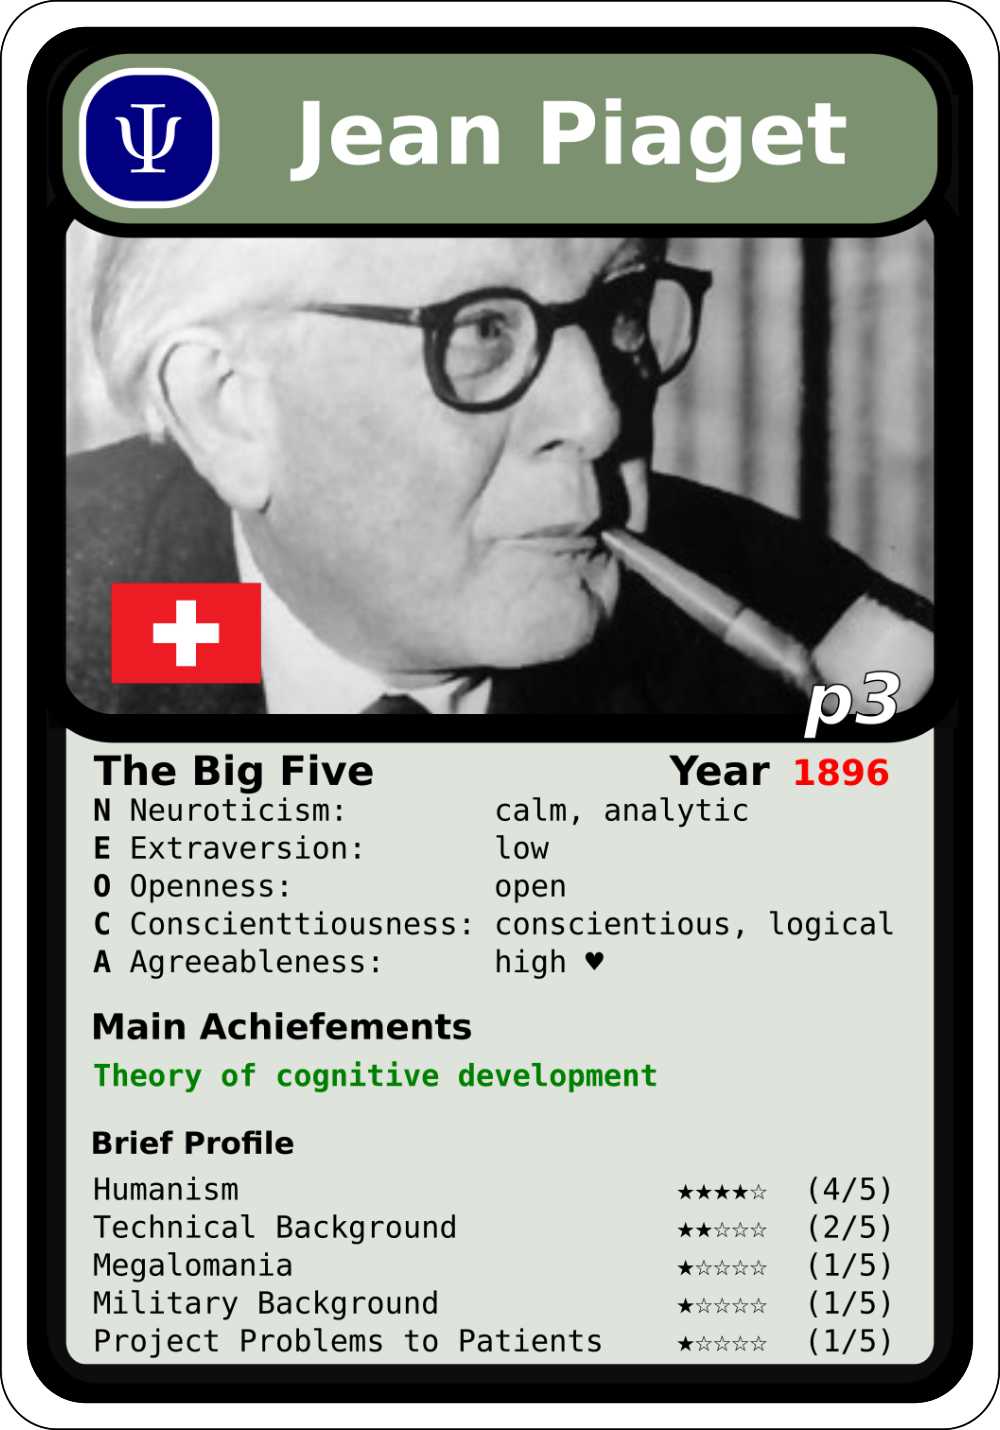 Ψ Jean Piaget
p3
The Big Five Year 1896
N Neuroticism: calm, analytic
E Extraversion: low
O Openness: open
C Conscienttiousness: conscientious, logical
A Agreeableness: high ♥
Main Achiefements
Theory of cognitive development
Brief Profile
Humanism ★★★★☆ (4/5)
Technical Background ★★☆☆☆ (2/5)
Megalomania ★☆☆☆☆ (1/5)
Military Background ★☆☆☆☆ (1/5)
Project Problems to Patients ★☆☆☆☆ (1/5)